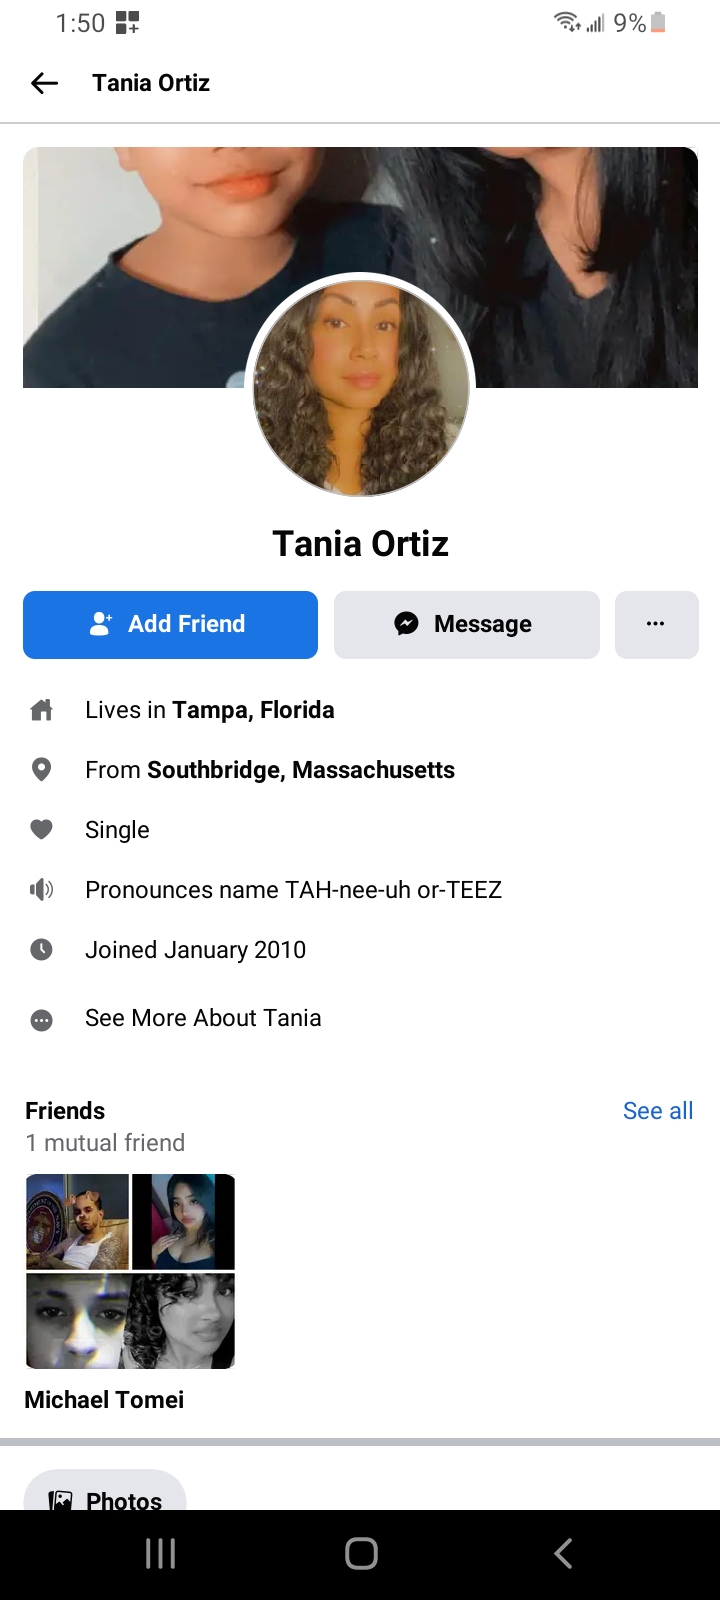 1:50
9%
Tania Ortiz
Tania Ortiz
Add Friend
Message
Lives in Tampa, Florida
From Southbridge, Massachusetts
Single
Pronounces name TAH-nee-uh or-TEEZ
Joined January 2010
See More About Tania
Friends
See all
1 mutual friend
Michael Tomei
Photos